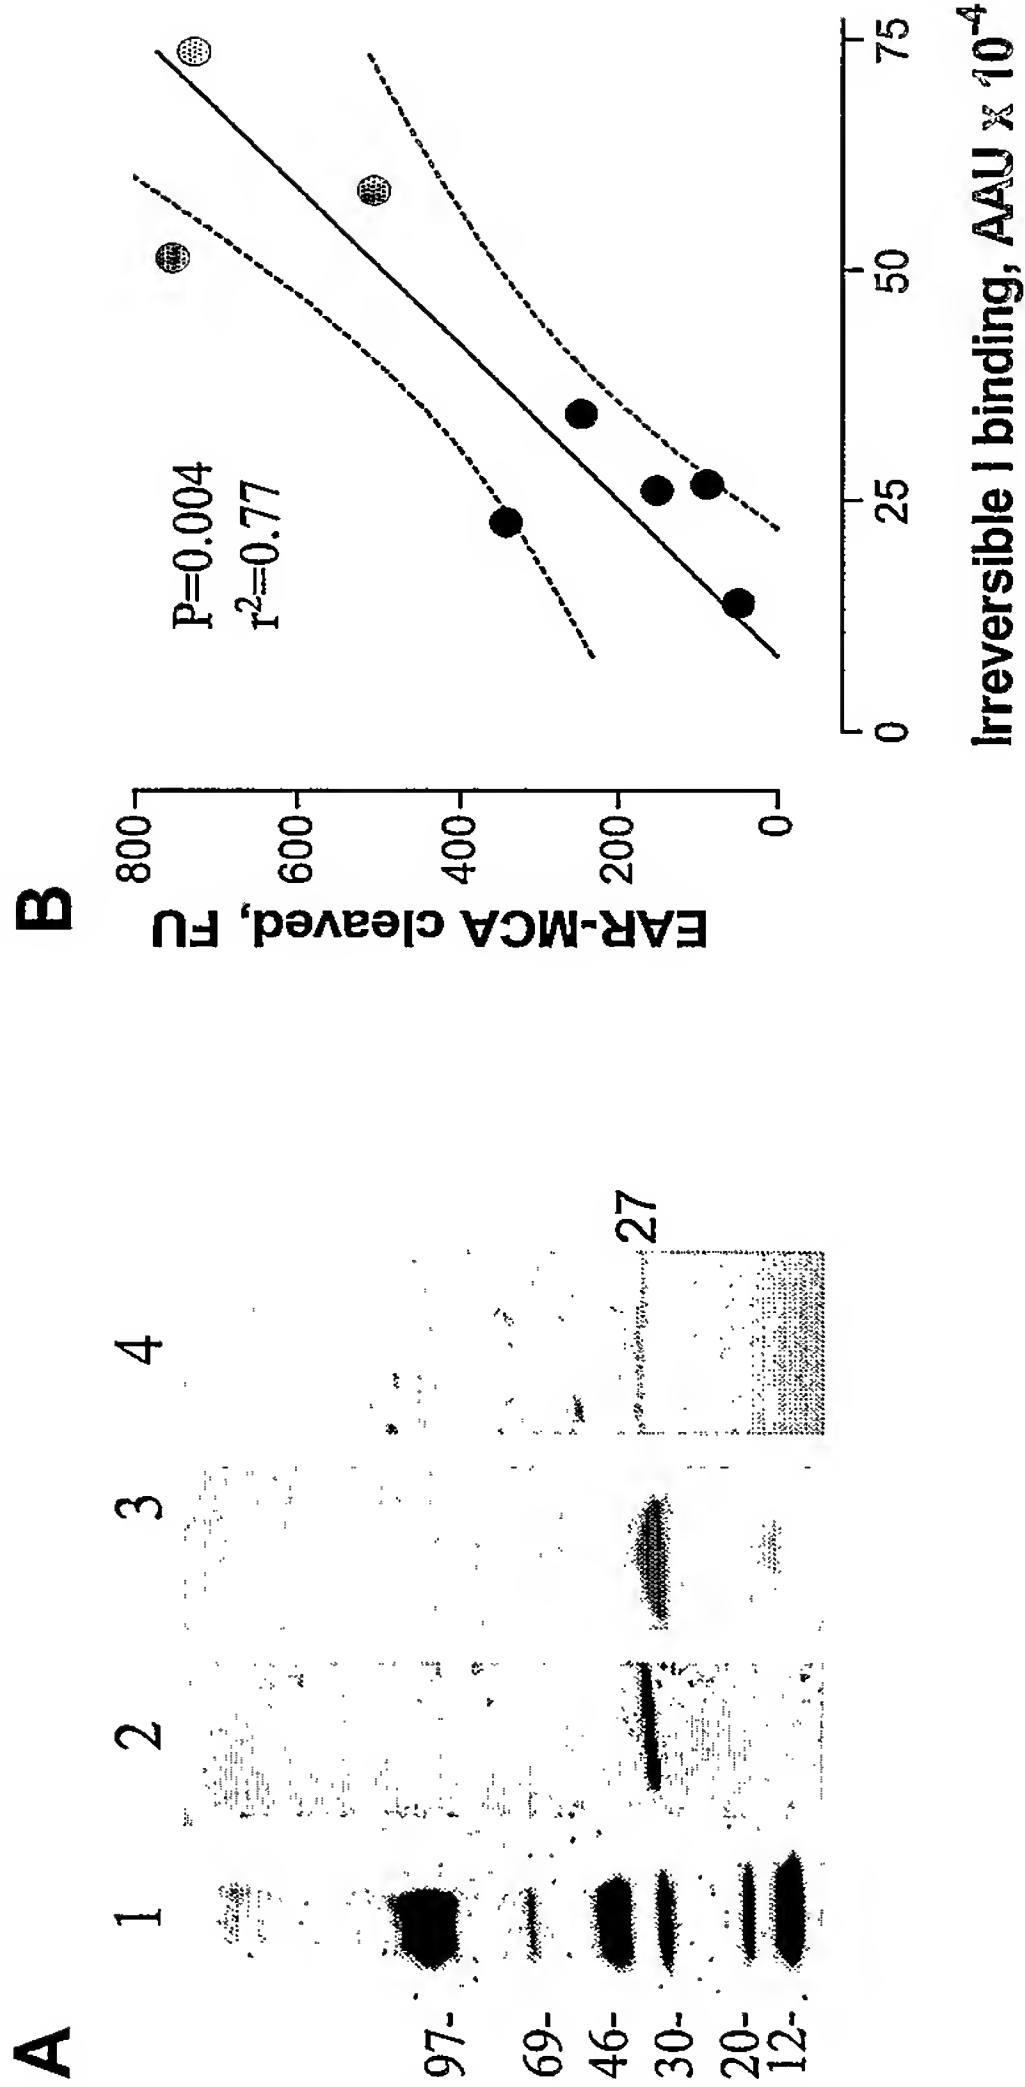 A
1 2 3 4
97-
69-
46-
30-
20-
12-
27
B
P=0.004
r²=0.77
EAR-MCA cleaved, FU
800
600
400
200
0
0 25 50 75
Irreversible I binding, AAU x 10⁻⁴